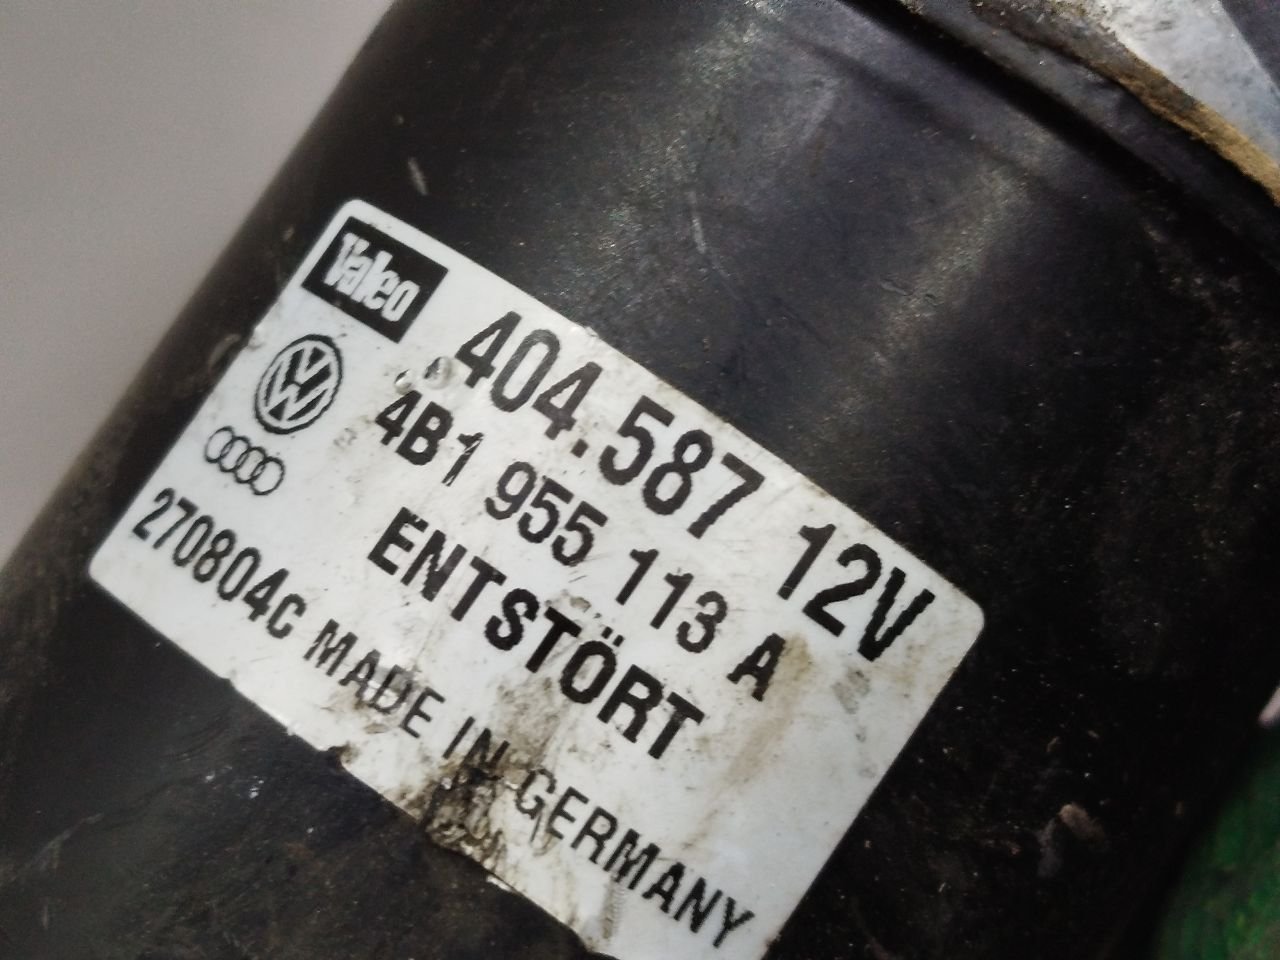 Valeo
404.587 12V
4B1 955 113 A
ENTSTÖRT
270804C MADE IN GERMANY